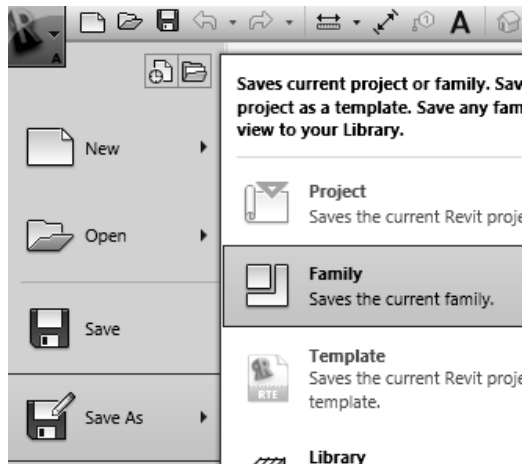 A
A
Saves current project or family. Sav
project as a template. Save any fam
view to your Library.
New
Project
Saves the current Revit proje
Open
Family
Saves the current family.
Save
Template
Saves the current Revit proje
template.
RTE
Save As
Library